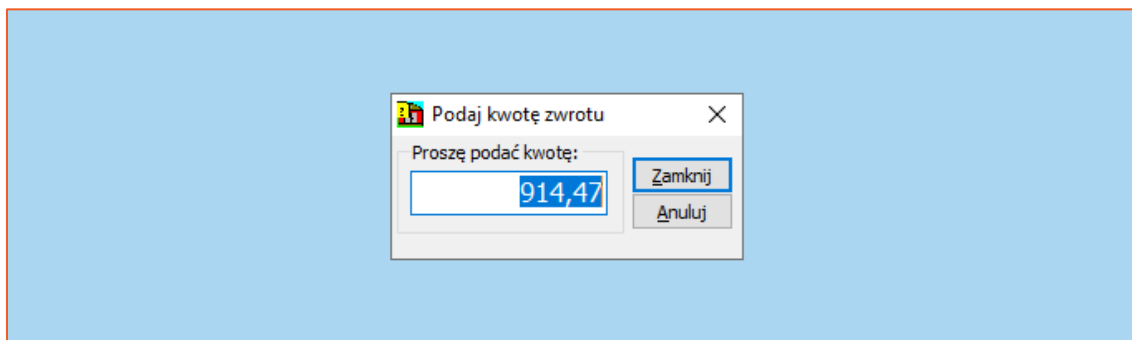 Podaj kwotę zwrotu
Proszę podać kwotę:
914,47
Zamknij
Anuluj